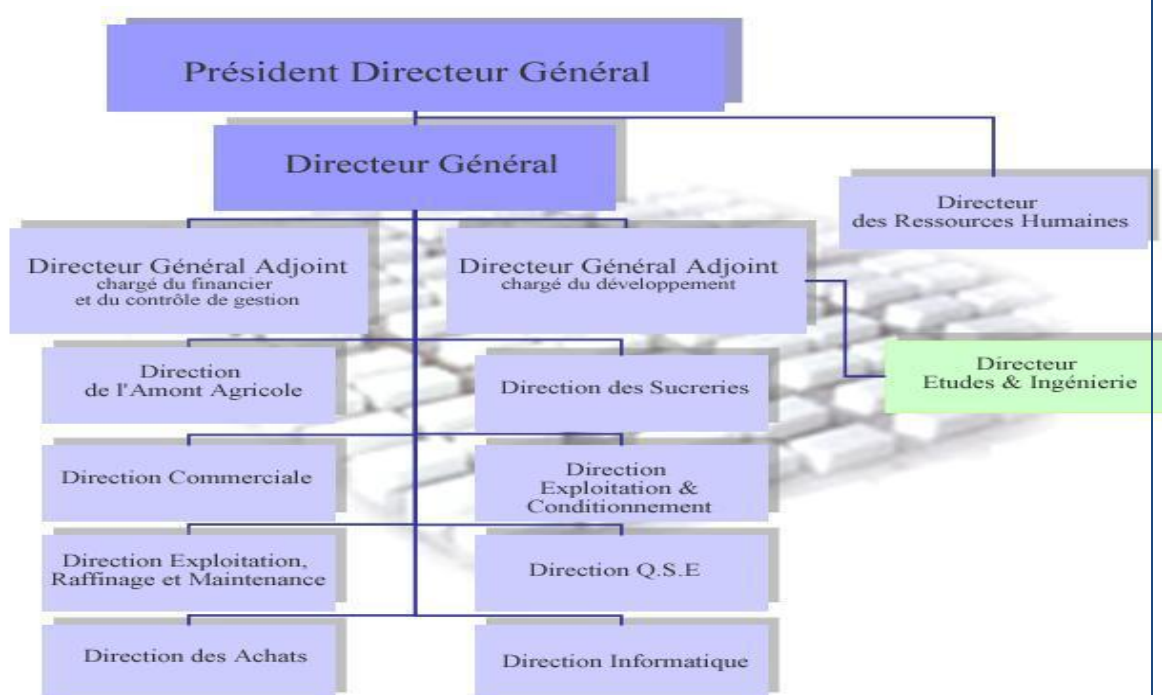 Président Directeur Général
Directeur Général
Directeur
des Ressources Humaines
Directeur Général Adjoint
chargé du financier
et du contrôle de gestion
Directeur Général Adjoint
chargé du développement
Directeur
Etudes & Ingénierie
Direction
de l'Amont Agricole
Direction des Sucreries
Direction Commerciale
Direction
Exploitation &
Conditionnement
Direction Exploitation,
Raffinage et Maintenance
Direction Q.S.E
Direction des Achats
Direction Informatique